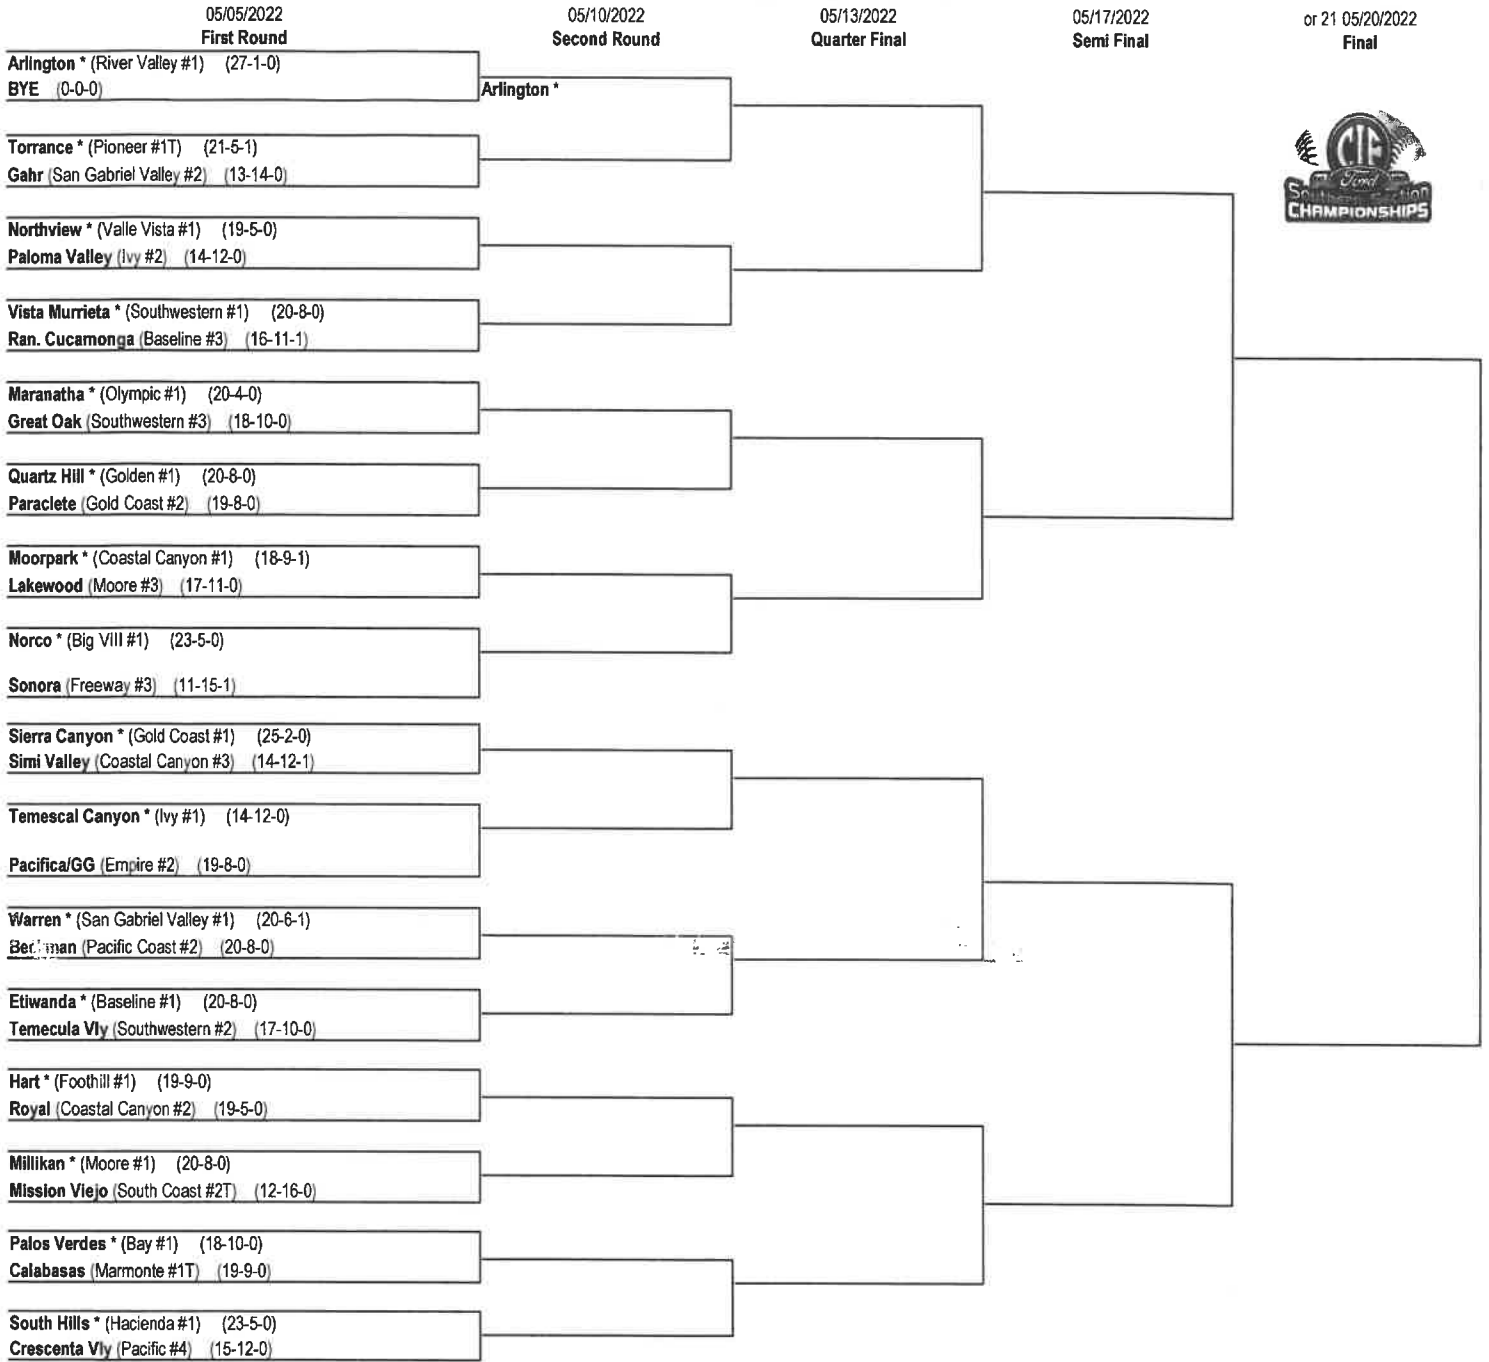 05/05/2022 05/10/2022 05/13/2022 05/17/2022 or 21 05/20/2022
First Round Second Round Quarter Final Semi Final Final
Arlington * (River Valley #1) (27-1-0)
BYE (0-0-0)
Arlington *
Torrance * (Pioneer #1T) (21-5-1)
Gahr (San Gabriel Valley #2) (13-14-0)
CIF
Ford
Southern Section
CHAMPIONSHIPS
Northview * (Valle Vista #1) (19-5-0)
Paloma Valley (Ivy #2) (14-12-0)
Vista Murrieta * (Southwestern #1) (20-8-0)
Ran. Cucamonga (Baseline #3) (16-11-1)
Maranatha * (Olympic #1) (20-4-0)
Great Oak (Southwestern #3) (18-10-0)
Quartz Hill * (Golden #1) (20-8-0)
Paraclete (Gold Coast #2) (19-8-0)
Moorpark * (Coastal Canyon #1) (18-9-1)
Lakewood (Moore #3) (17-11-0)
Norco * (Big VIII #1) (23-5-0)
Sonora (Freeway #3) (11-15-1)
Sierra Canyon * (Gold Coast #1) (25-2-0)
Simi Valley (Coastal Canyon #3) (14-12-1)
Temescal Canyon * (Ivy #1) (14-12-0)
Pacifica/GG (Empire #2) (19-8-0)
Warren * (San Gabriel Valley #1) (20-6-1)
Beckman (Pacific Coast #2) (20-8-0)
Etiwanda * (Baseline #1) (20-8-0)
Temecula Vly (Southwestern #2) (17-10-0)
Hart * (Foothill #1) (19-9-0)
Royal (Coastal Canyon #2) (19-5-0)
Millikan * (Moore #1) (20-8-0)
Mission Viejo (South Coast #2T) (12-16-0)
Palos Verdes * (Bay #1) (18-10-0)
Calabasas (Marmonte #1T) (19-9-0)
South Hills * (Hacienda #1) (23-5-0)
Crescenta Vly (Pacific #4) (15-12-0)